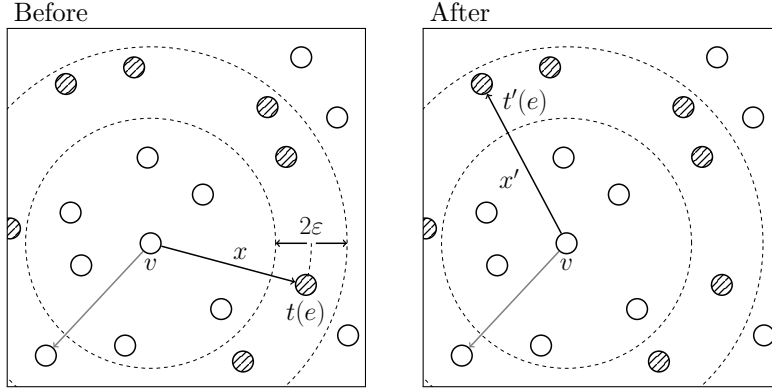 Before
2ε
x
v
t(e)
After
t′(e)
x′
v